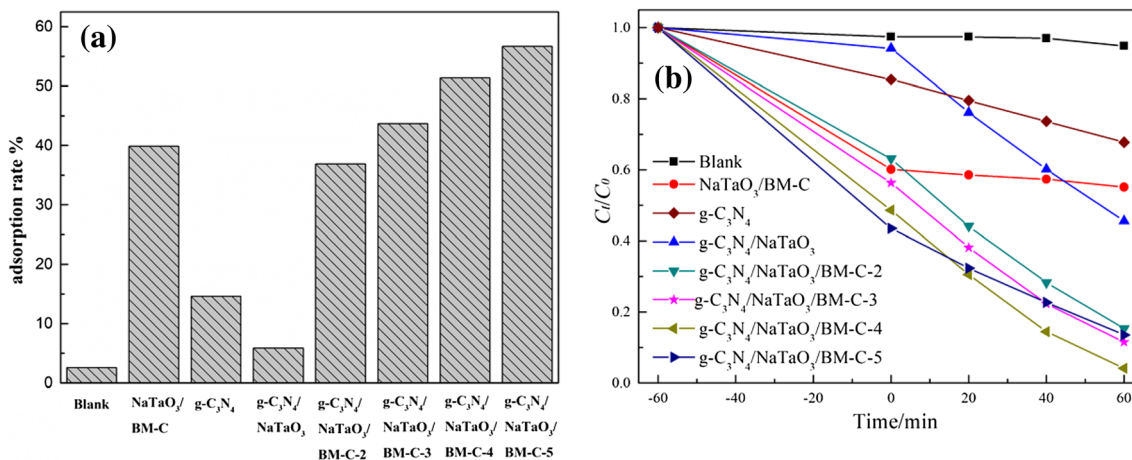 (a)
adsorption rate %
60
50
40
30
20
10
0
Blank
NaTaO₃/
BM-C
g-C₃N₄
g-C₃N₄/
NaTaO₃
g-C₃N₄/
NaTaO₃/
BM-C-2
g-C₃N₄/
NaTaO₃/
BM-C-3
g-C₃N₄/
NaTaO₃/
BM-C-4
g-C₃N₄/
NaTaO₃/
BM-C-5
(b)
Ct/C₀
1.0
0.8
0.6
0.4
0.2
0.0
Blank
NaTaO₃/BM-C
g-C₃N₄
g-C₃N₄/NaTaO₃
g-C₃N₄/NaTaO₃/BM-C-2
g-C₃N₄/NaTaO₃/BM-C-3
g-C₃N₄/NaTaO₃/BM-C-4
g-C₃N₄/NaTaO₃/BM-C-5
-60 -40 -20 0 20 40 60
Time/min